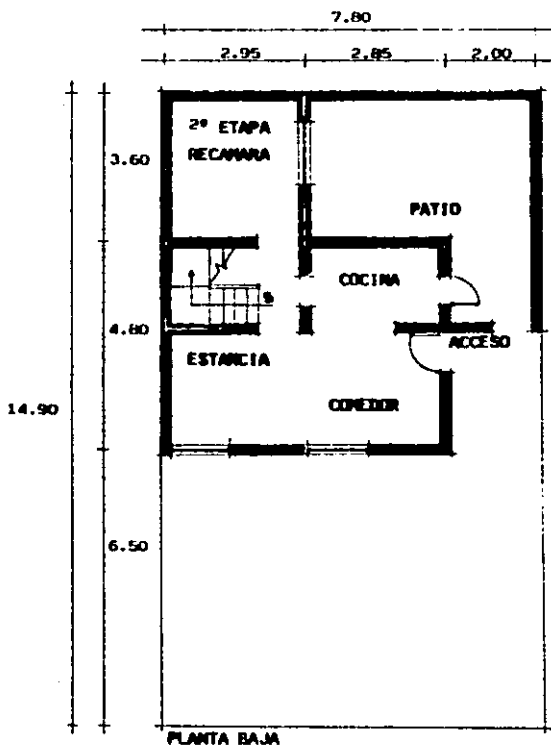 7.80
2.95 2.85 2.00
2ª ETAPA
RECAMARA
3.60
PATIO
COCINA
S
4.80
ESTANCIA
ACCESO
COMEDOR
14.90
6.50
PLANTA BAJA